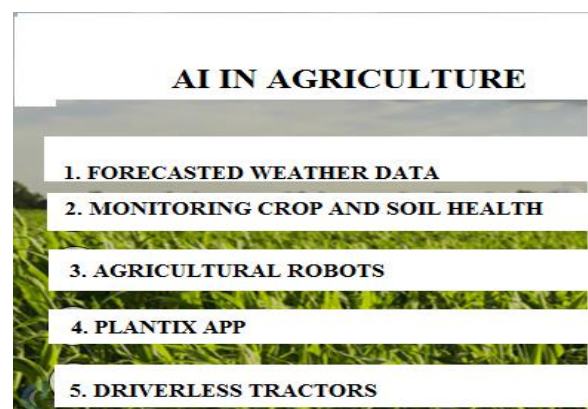 AI IN AGRICULTURE
1. FORECASTED WEATHER DATA
2. MONITORING CROP AND SOIL HEALTH
3. AGRICULTURAL ROBOTS
4. PLANTIX APP
5. DRIVERLESS TRACTORS